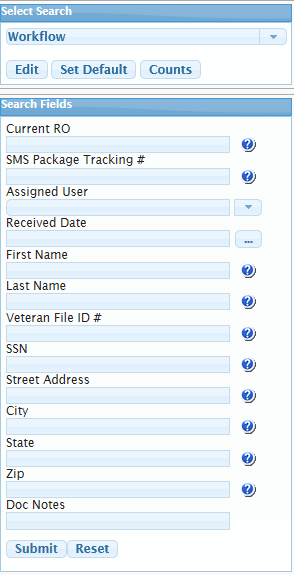 Select Search
Workflow
Edit Set Default Counts
Search Fields
Current RO
?
SMS Package Tracking #
?
Assigned User
Received Date
...
First Name
?
Last Name
?
Veteran File ID #
?
SSN
?
Street Address
?
City
?
State
?
Zip
?
Doc Notes
Submit Reset